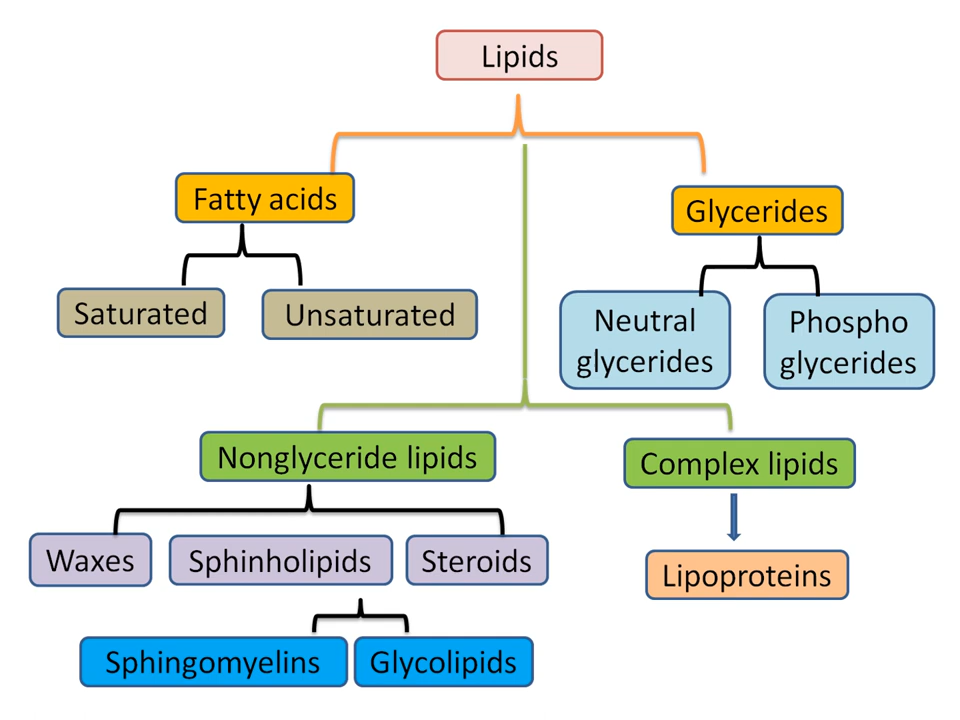 Lipids
Fatty acids
Glycerides
Saturated
Unsaturated
Neutral
glycerides
Phospho
glycerides
Nonglyceride lipids
Complex lipids
Waxes
Sphinholipids
Steroids
Lipoproteins
Sphingomyelins
Glycolipids